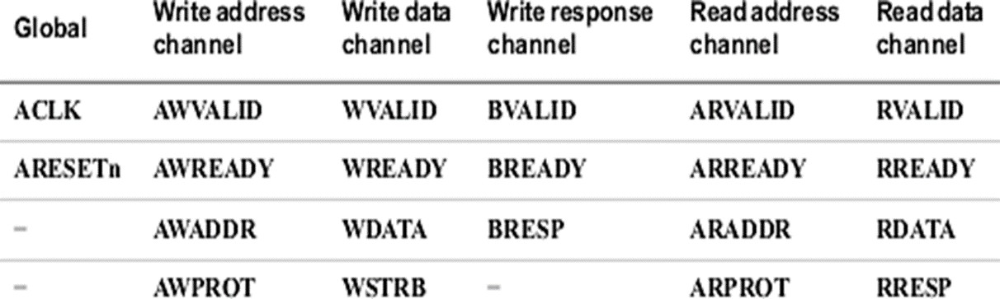 Global Write address channel Write data channel Write response channel Read address channel Read data channel
ACLK AWVALID WVALID BVALID ARVALID RVALID
ARESETn AWREADY WREADY BREADY ARREADY RREADY
– AWADDR WDATA BRESP ARADDR RDATA
– AWPROT WSTRB – ARPROT RRESP